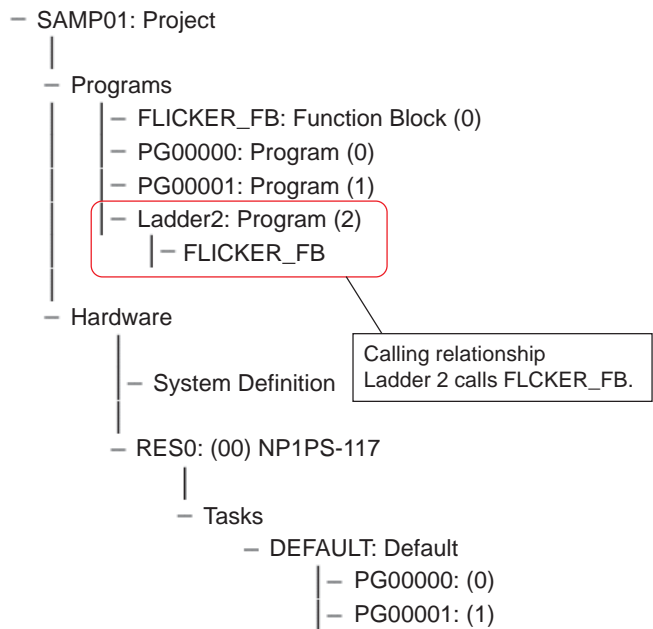 SAMP01: Project
Programs
FLICKER_FB: Function Block (0)
PG00000: Program (0)
PG00001: Program (1)
Ladder2: Program (2)
FLICKER_FB
Hardware
Calling relationship
Ladder 2 calls FLCKER_FB.
System Definition
RES0: (00) NP1PS-117
Tasks
DEFAULT: Default
PG00000: (0)
PG00001: (1)